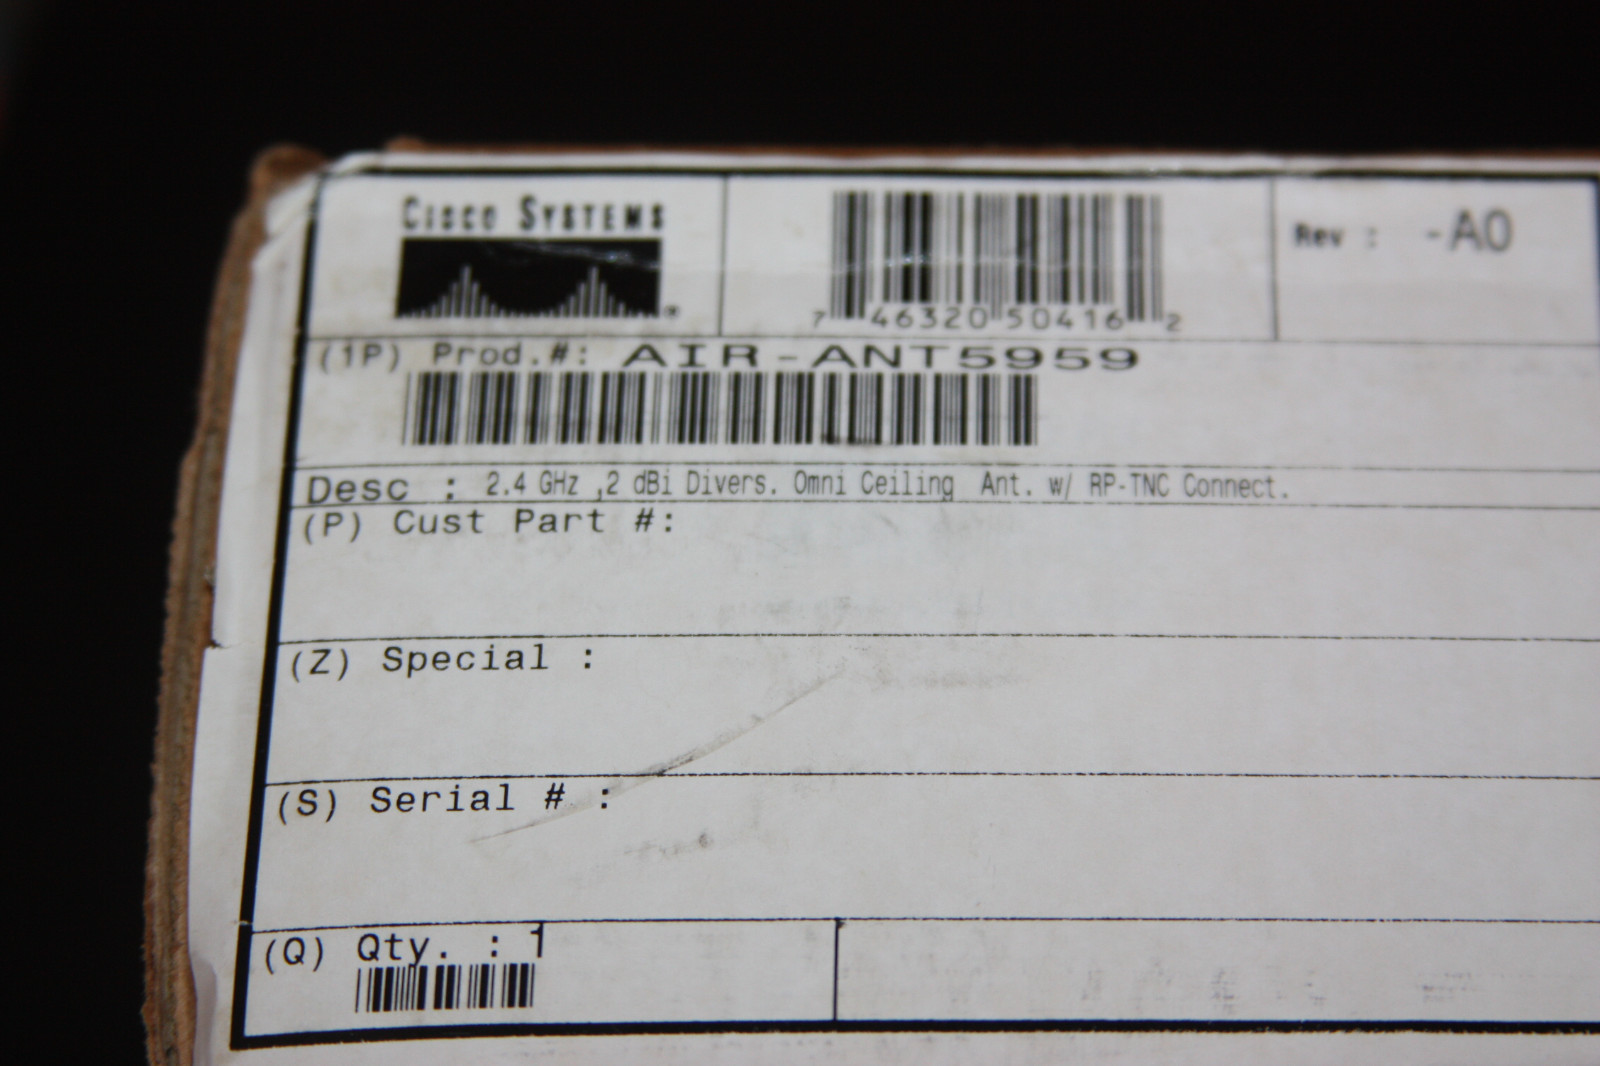 CISCO SYSTEMS
®
7 46320 50416 2
Rev : -A0
(1P) Prod.#: AIR-ANT5959
Desc : 2.4 GHz ,2 dBi Divers. Omni Ceiling Ant. w/ RP-TNC Connect.
(P) Cust Part #:
(Z) Special :
(S) Serial # :
(Q) Qty. : 1